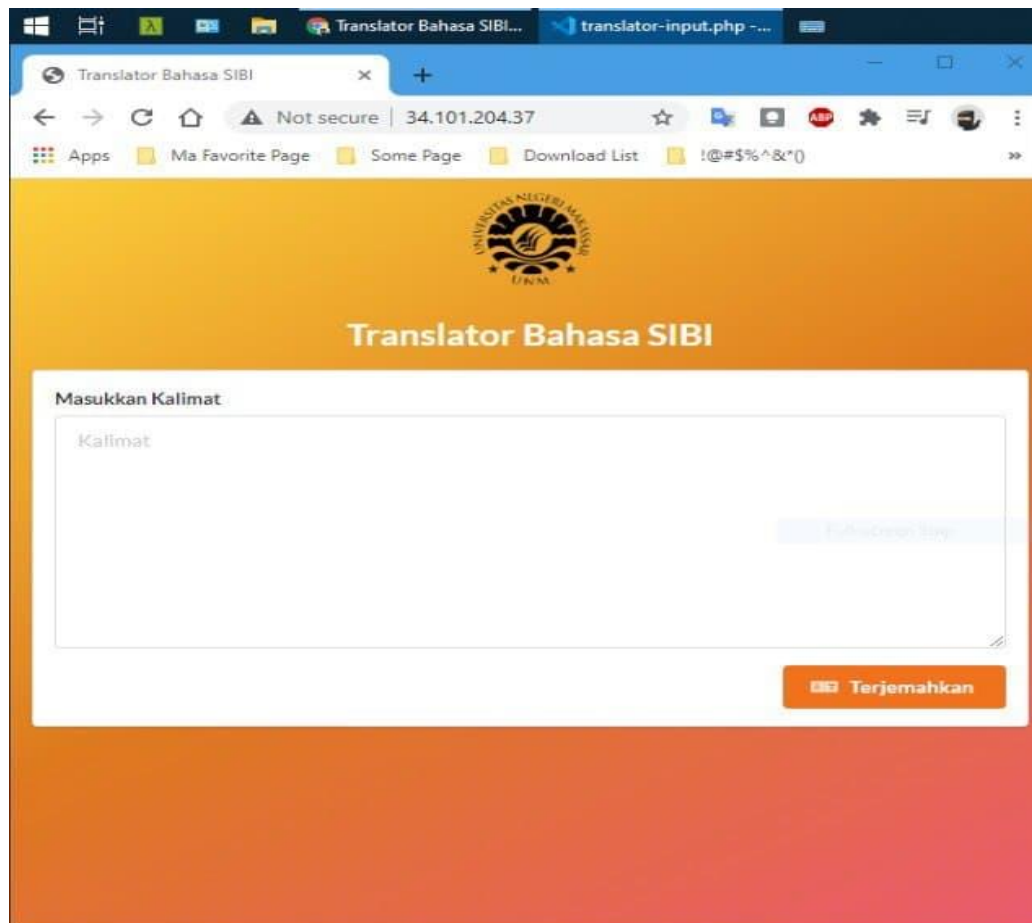 Translator Bahasa SIBI... translator-input.php -...
Translator Bahasa SIBI
Not secure 34.101.204.37 ABP
Apps Ma Favorite Page Some Page Download List !@#$%^&*() »
UNIVERSITAS NEGERI MAKASSAR
UNM
Translator Bahasa SIBI
Masukkan Kalimat
Kalimat
Terjemahkan